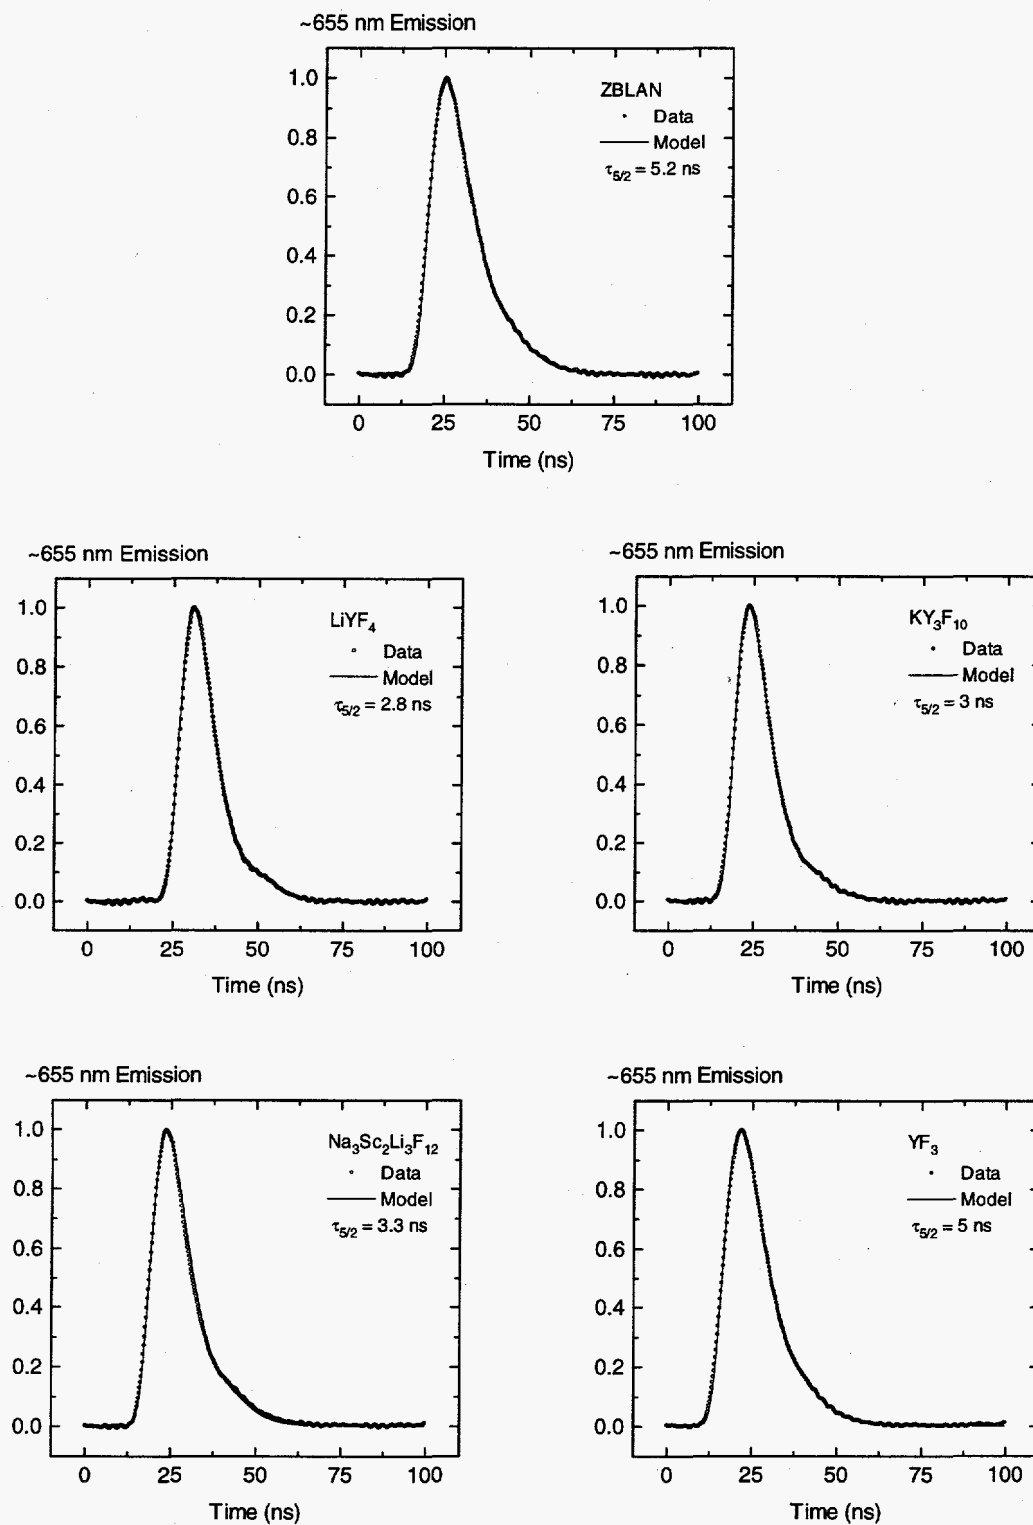 ~655 nm Emission
1.0
0.8
0.6
0.4
0.2
0.0
ZBLAN
Data
Model
τ5/2 = 5.2 ns
0 25 50 75 100
Time (ns)
~655 nm Emission
1.0
0.8
0.6
0.4
0.2
0.0
LiYF4
Data
Model
τ5/2 = 2.8 ns
0 25 50 75 100
Time (ns)
~655 nm Emission
1.0
0.8
0.6
0.4
0.2
0.0
KY3F10
Data
Model
τ5/2 = 3 ns
0 25 50 75 100
Time (ns)
~655 nm Emission
1.0
0.8
0.6
0.4
0.2
0.0
Na3Sc2Li3F12
Data
Model
τ5/2 = 3.3 ns
0 25 50 75 100
Time (ns)
~655 nm Emission
1.0
0.8
0.6
0.4
0.2
0.0
YF3
Data
Model
τ5/2 = 5 ns
0 25 50 75 100
Time (ns)